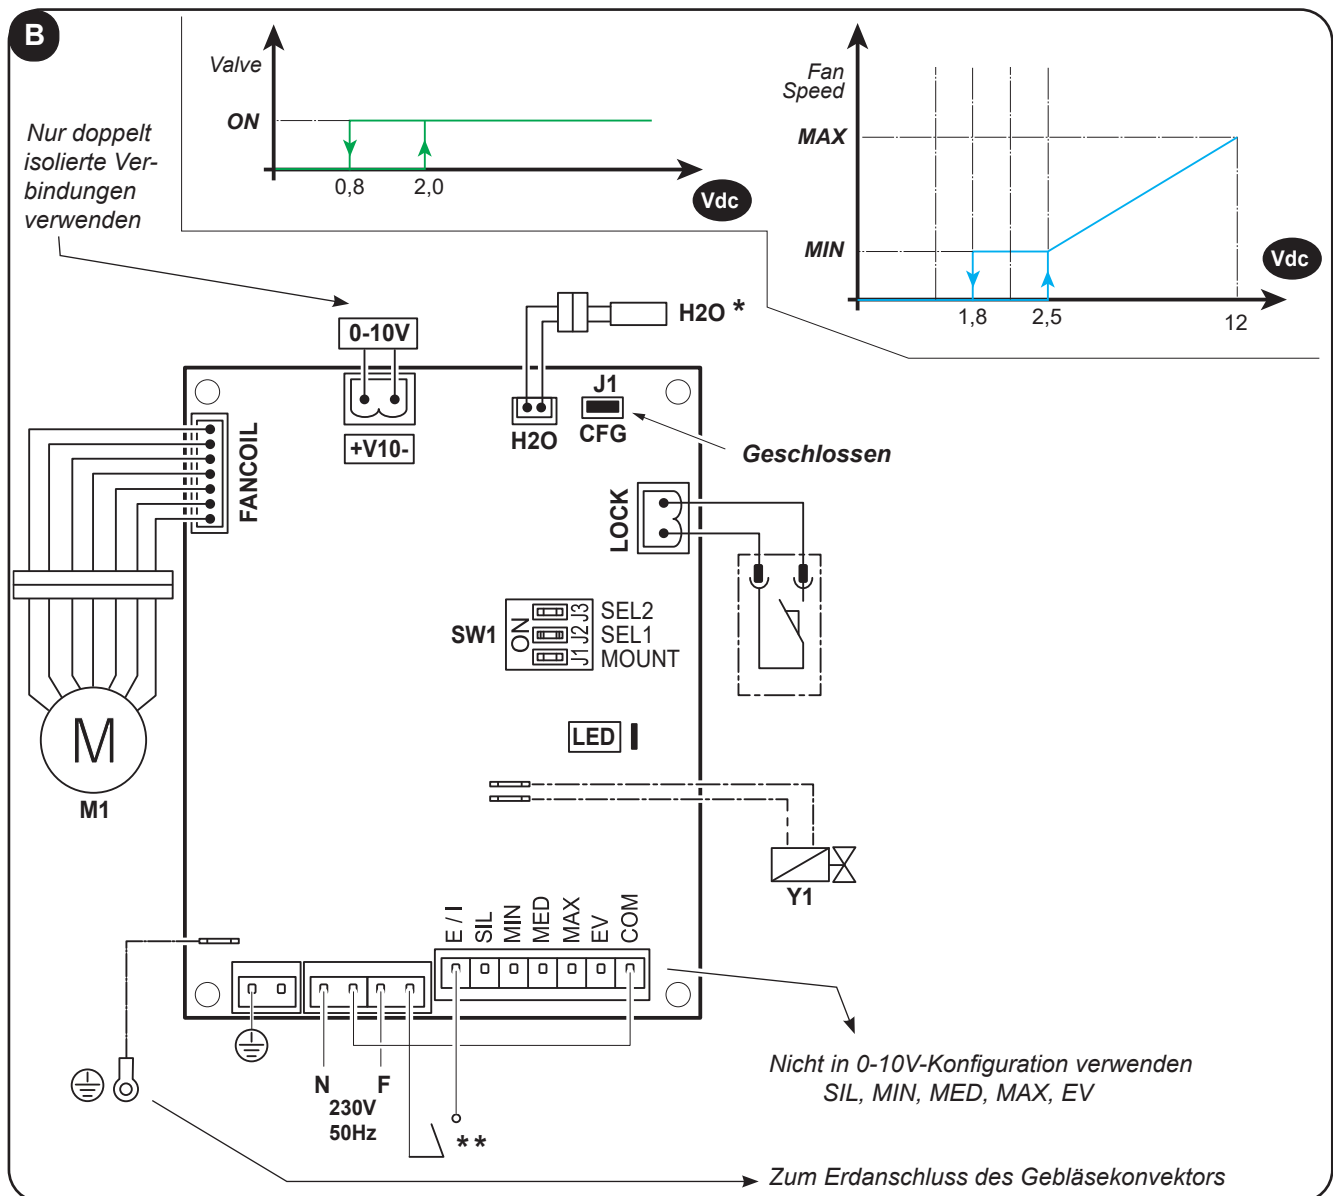 B
Valve
ON
0,8
2,0
Vdc
Fan
Speed
MAX
MIN
1,8
2,5
12
Vdc
Nur doppelt
isolierte Ver-
bindungen
verwenden
0-10V
+V10-
H2O *
H2O
J1
CFG
Geschlossen
FANCOIL
LOCK
SW1
ON
J3 SEL2
J2 SEL1
J1 MOUNT
LED
M
M1
Y1
E / I
SIL
MIN
MED
MAX
EV
COM
N
F
230V
50Hz
**
Nicht in 0-10V-Konfiguration verwenden
SIL, MIN, MED, MAX, EV
Zum Erdanschluss des Gebläsekonvektors